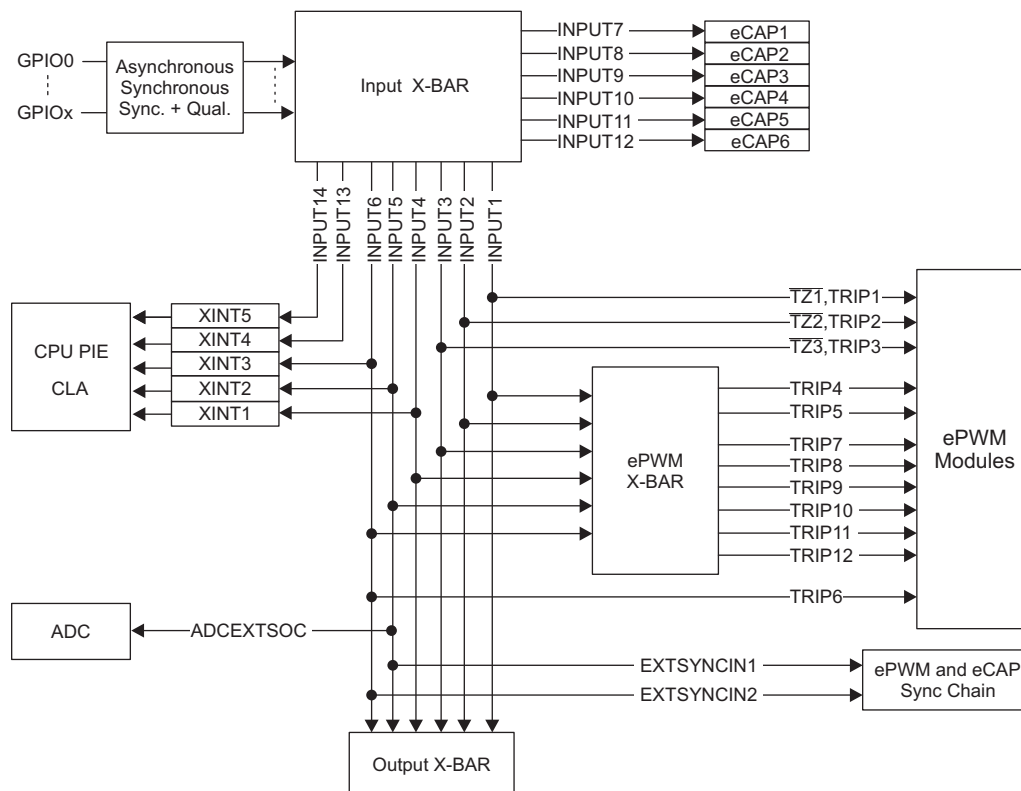 GPIO0
GPIOx
Asynchronous
Synchronous
Sync. + Qual.
Input X-BAR
INPUT7
INPUT8
INPUT9
INPUT10
INPUT11
INPUT12
eCAP1
eCAP2
eCAP3
eCAP4
eCAP5
eCAP6
INPUT14
INPUT13
INPUT6
INPUT5
INPUT4
INPUT3
INPUT2
INPUT1
CPU PIE
CLA
XINT5
XINT4
XINT3
XINT2
XINT1
TZ1,TRIP1
TZ2,TRIP2
TZ3,TRIP3
ePWM
X-BAR
TRIP4
TRIP5
TRIP7
TRIP8
TRIP9
TRIP10
TRIP11
TRIP12
TRIP6
ePWM
Modules
ADC
ADCEXTSOC
EXTSYNCIN1
EXTSYNCIN2
ePWM and eCAP
Sync Chain
Output X-BAR